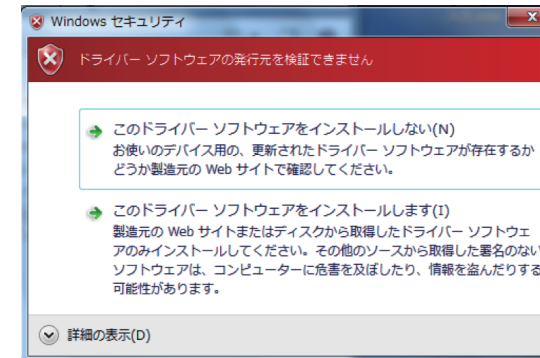 Windows セキュリティ
ドライバー ソフトウェアの発行元を検証できません
このドライバー ソフトウェアをインストールしない(N)
お使いのデバイス用の、更新されたドライバー ソフトウェアが存在するか
どうか製造元の Web サイトで確認してください。
このドライバー ソフトウェアをインストールします(I)
製造元の Web サイトまたはディスクから取得したドライバー ソフトウェ
アのみインストールしてください。その他のソースから取得した署名のない
ソフトウェアは、コンピューターに危害を及ぼしたり、情報を盗んだりする
可能性があります。
詳細の表示(D)